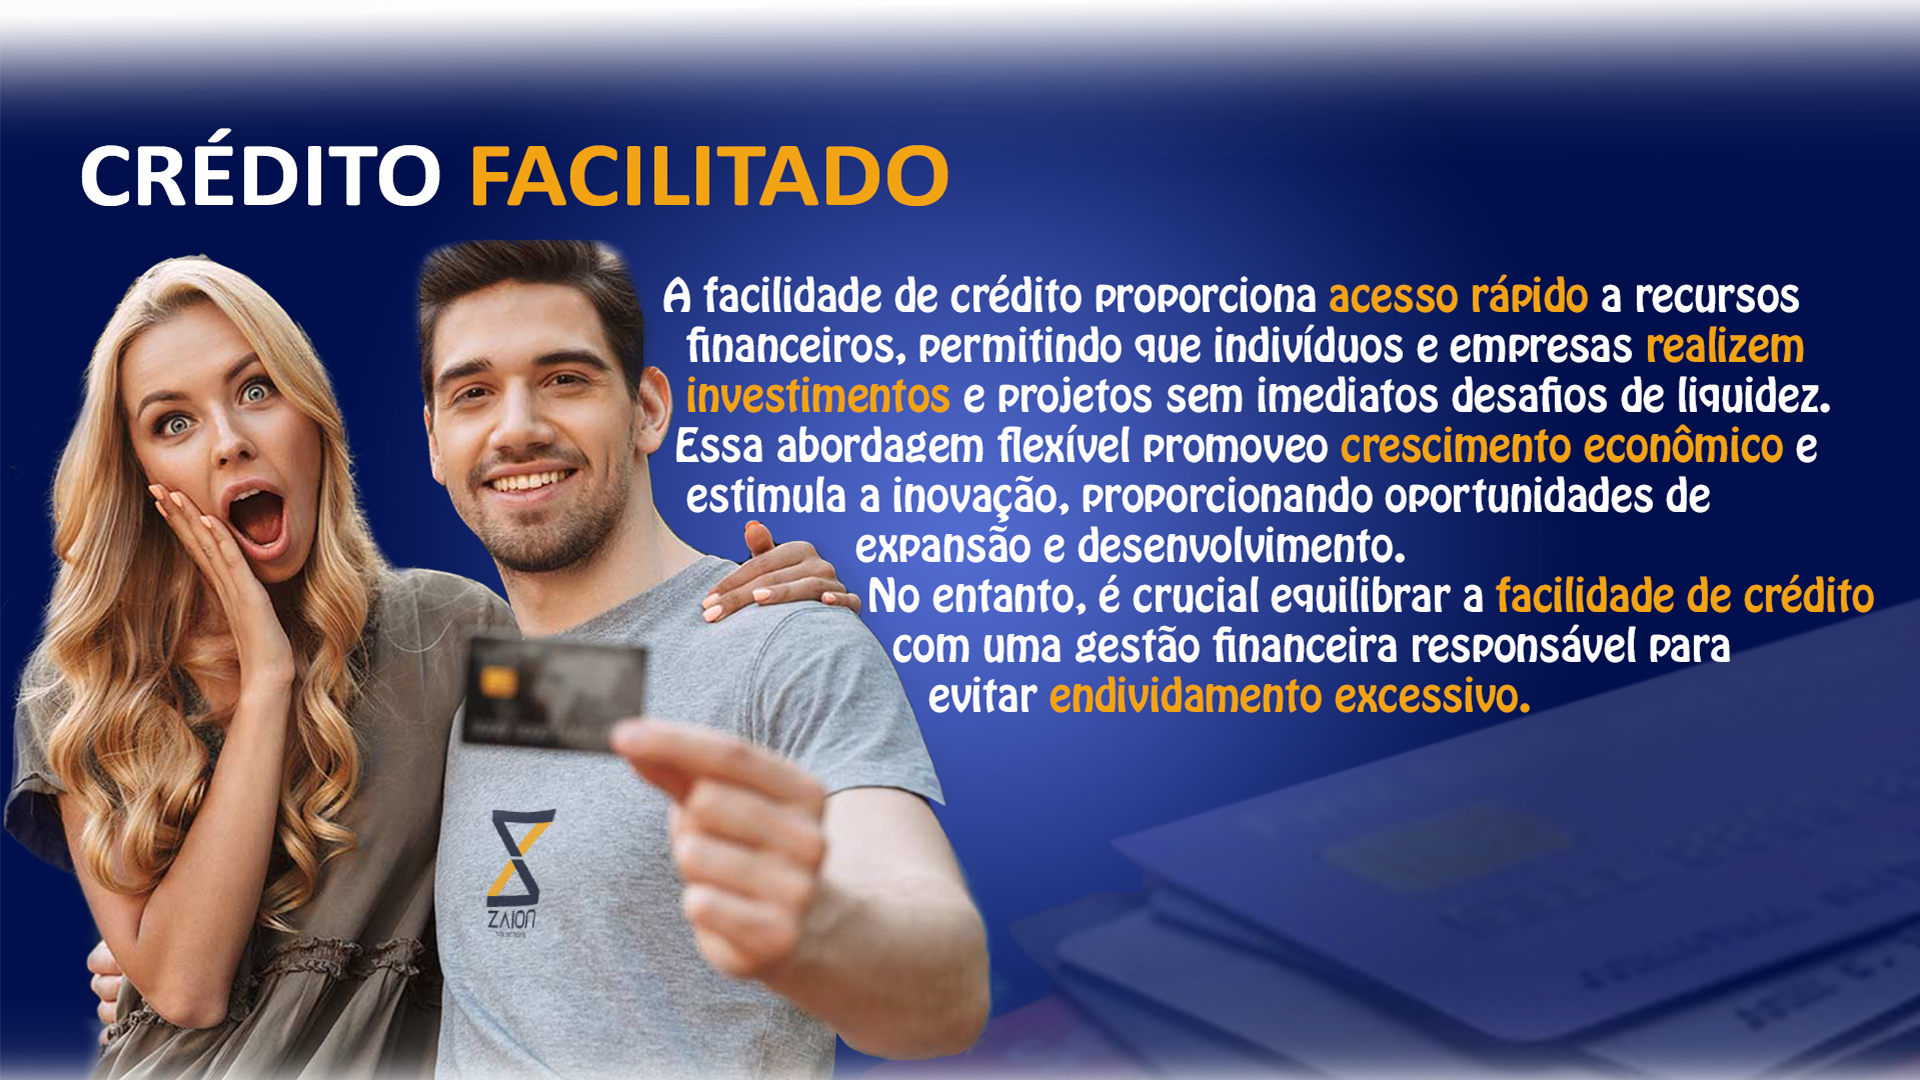 CRÉDITO FACILITADO
A facilidade de crédito proporciona acesso rápido a recursos
financeiros, permitindo que indivíduos e empresas realizem
investimentos e projetos sem imediatos desafios de liquidez.
Essa abordagem flexível promoveo crescimento econômico e
estimula a inovação, proporcionando oportunidades de
expansão e desenvolvimento.
No entanto, é crucial equilibrar a facilidade de crédito
com uma gestão financeira responsável para
evitar endividamento excessivo.
ZAION